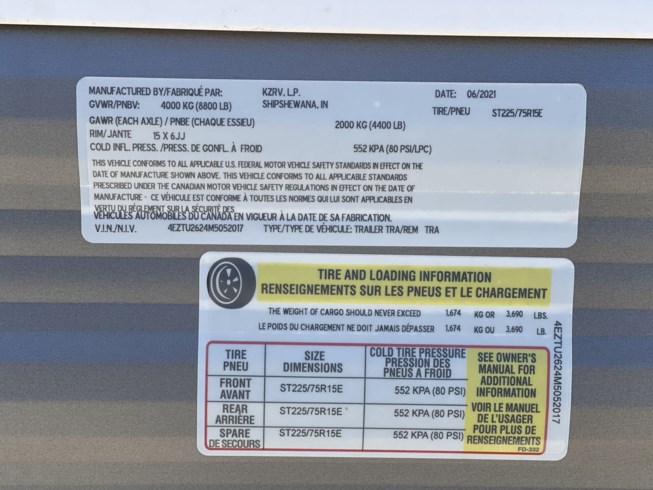 MANUFACTURED BY/FABRIQUÉ PAR: KZRV, L.P. DATE: 06/2021
GVWR/PNBV: 4000 KG (8800 LB) SHIPSHEWANA, IN TIRE/PNEU ST225/75R15E
GAWR (EACH AXLE) / PNBE (CHAQUE ESSIEU) 2000 KG (4400 LB)
RIM/JANTE 15 X 6JJ
COLD INFL. PRESS. /PRESS. DE GONFL. À FROID 552 KPA (80 PSI/LPC)
THIS VEHICLE CONFORMS TO ALL APPLICABLE U.S. FEDERAL MOTOR VEHICLE SAFETY STANDARDS IN EFFECT ON THE
DATE OF MANUFACTURE SHOWN ABOVE. THIS VEHICLE CONFORMS TO ALL APPLICABLE STANDARDS
PRESCRIBED UNDER THE CANADIAN MOTOR VEHICLE SAFETY REGULATIONS IN EFFECT ON THE DATE OF
MANUFACTURE - CE VÉHICULE EST CONFORME À TOUTES LES NORMES QUI LUI SONT APPLICABLES EN
VERTU DU RÈGLEMENT SUR LA SÉCURITÉ DES
VÉHICULES AUTOMOBILES DU CANADA EN VIGUEUR À LA DATE DE SA FABRICATION.
V.I.N./N.I.V. 4EZTU2624M5052017 TYPE/TYPE DE VÉHICULE: TRAILER TRA/REM TRA
TIRE AND LOADING INFORMATION
RENSEIGNEMENTS SUR LES PNEUS ET LE CHARGEMENT
THE WEIGHT OF CARGO SHOULD NEVER EXCEED 1,674 KG OR 3,690 LBS.
LE POIDS DU CHARGEMENT NE DOIT JAMAIS DÉPASSER 1,674 KG OU 3,690 LB.
TIRE
PNEU
SIZE
DIMENSIONS
COLD TIRE PRESSURE
PRESSION DES
PNEUS A FROID
FRONT
AVANT
ST225/75R15E 552 KPA (80 PSI)
REAR
ARRIÈRE
ST225/75R15E 552 KPA (80 PSI)
SPARE
DE SECOURS
ST225/75R15E 552 KPA (80 PSI)
SEE OWNER'S
MANUAL FOR
ADDITIONAL
INFORMATION
VOIR LE MANUEL
DE L'USAGER
POUR PLUS DE
RENSEIGNEMENTS
FD-332
4EZTU2624M5052017